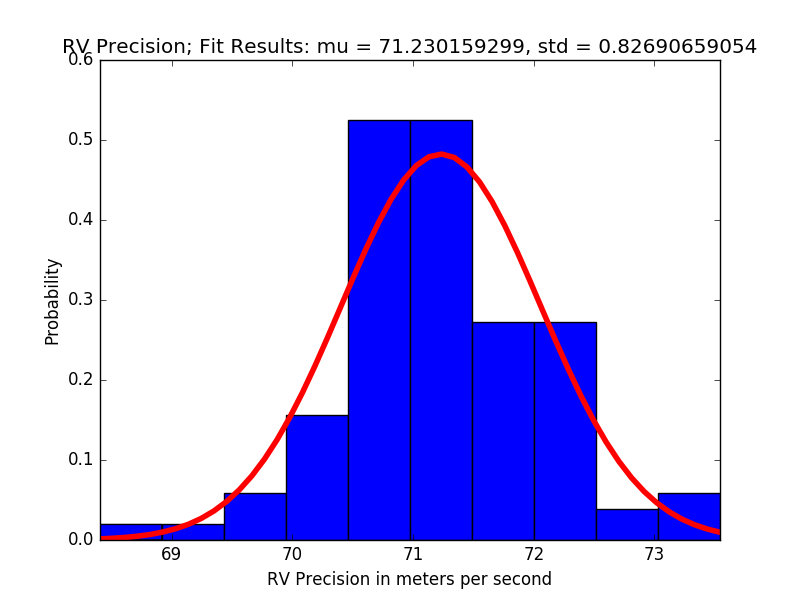 RV Precision; Fit Results: mu = 71.230159299, std = 0.82690659054
0.6
0.5
0.4
0.3
0.2
0.1
0.0
Probability
69 70 71 72 73
RV Precision in meters per second